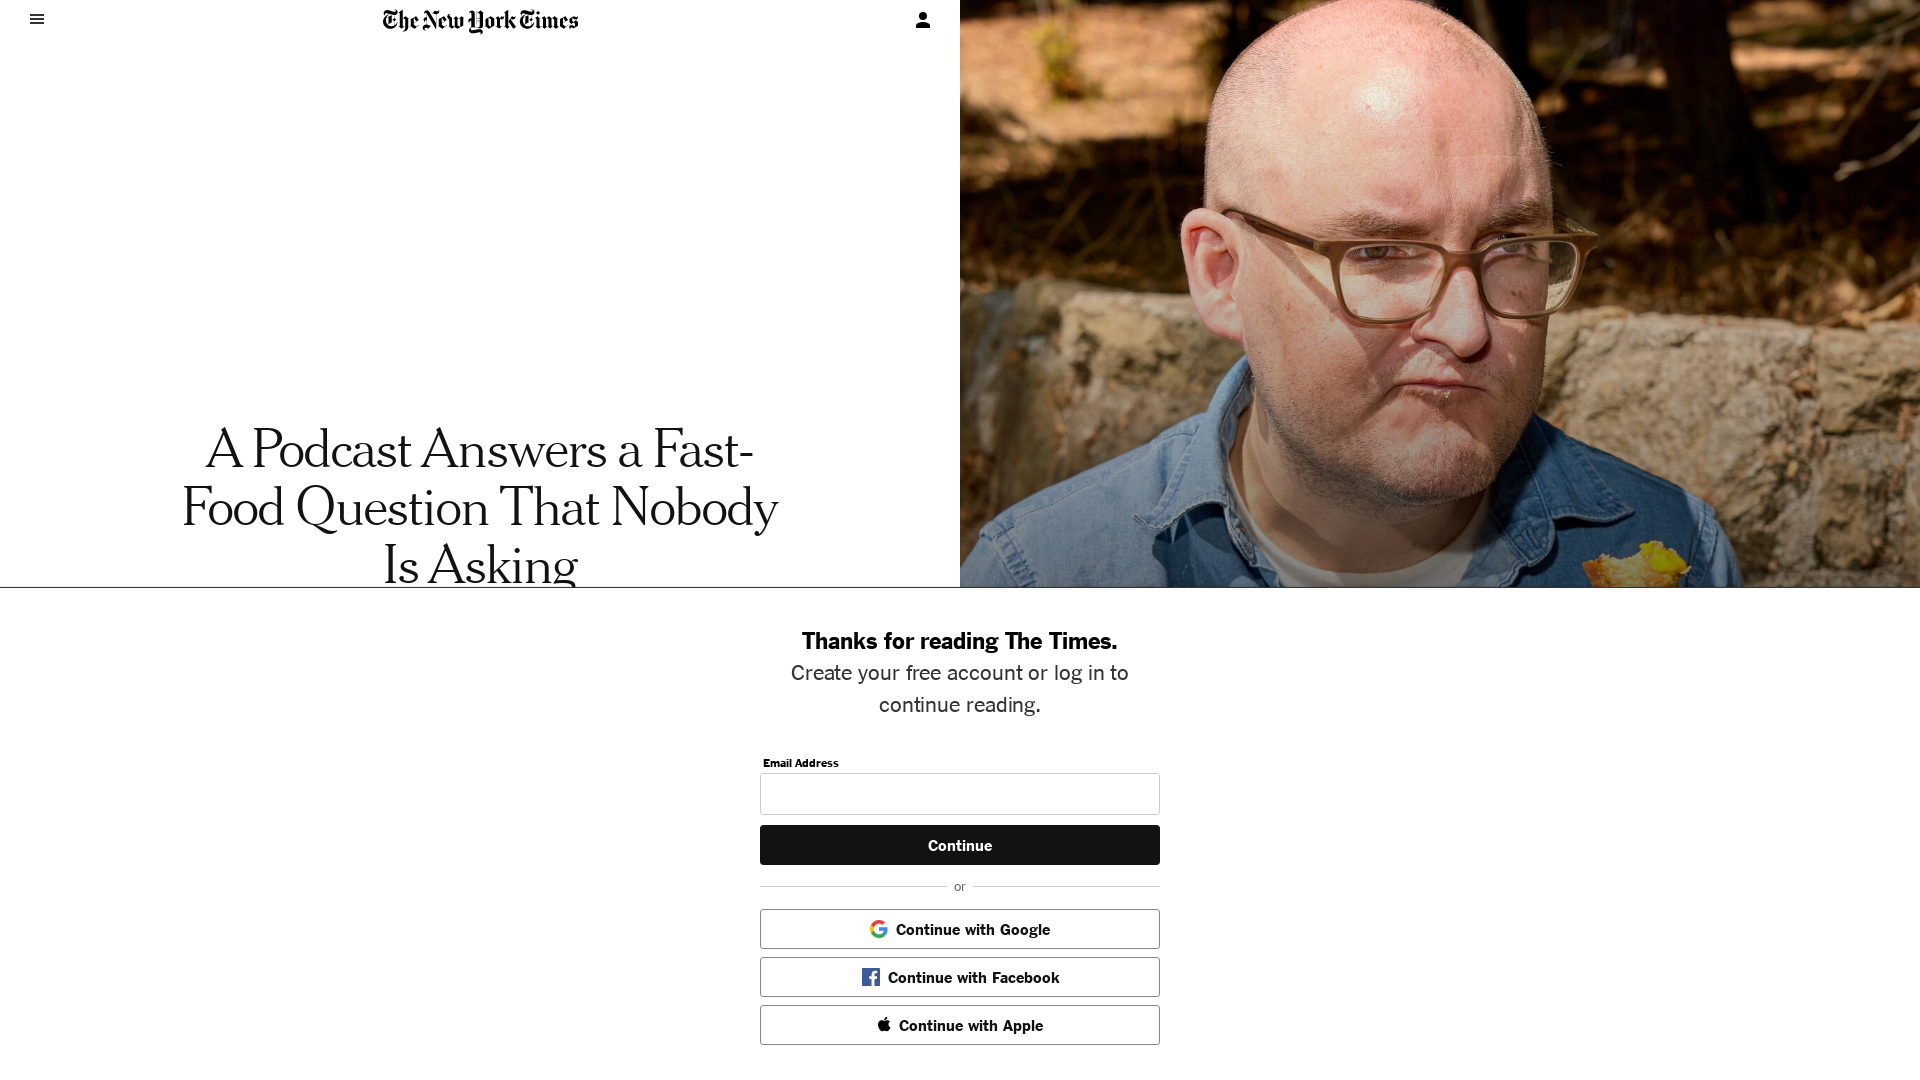 The New York Times
A Podcast Answers a Fast-
Food Question That Nobody
Is Asking
Thanks for reading The Times.
Create your free account or log in to
continue reading.
Email Address
Continue
or
Continue with Google
Continue with Facebook
Continue with Apple